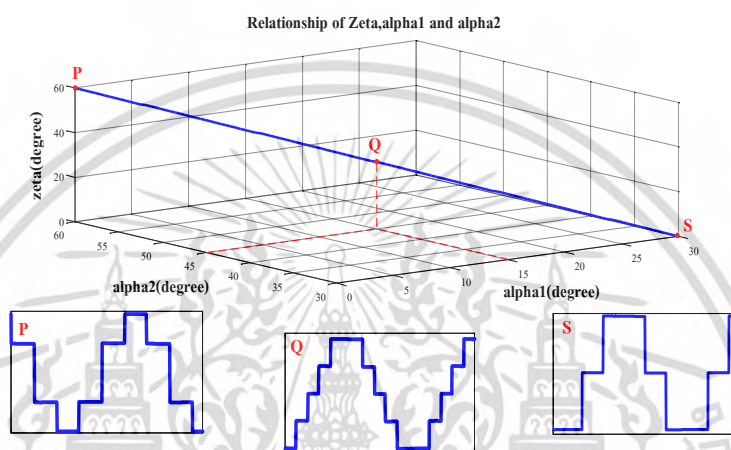 Relationship of Zeta,alpha1 and alpha2
P
60
40
20
0
zeta(degree)
Q
S
60
55
50
45
40
35
30
alpha2(degree)
0
5
10
15
20
25
30
alpha1(degree)
P
Q
S